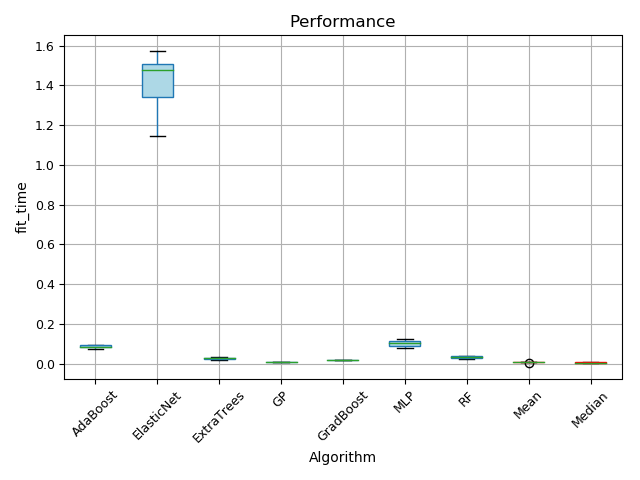 Performance
1.6
1.4
1.2
1.0
0.8
0.6
0.4
0.2
0.0
fit_time
AdaBoost
ElasticNet
ExtraTrees
GP
GradBoost
MLP
RF
Mean
Median
Algorithm